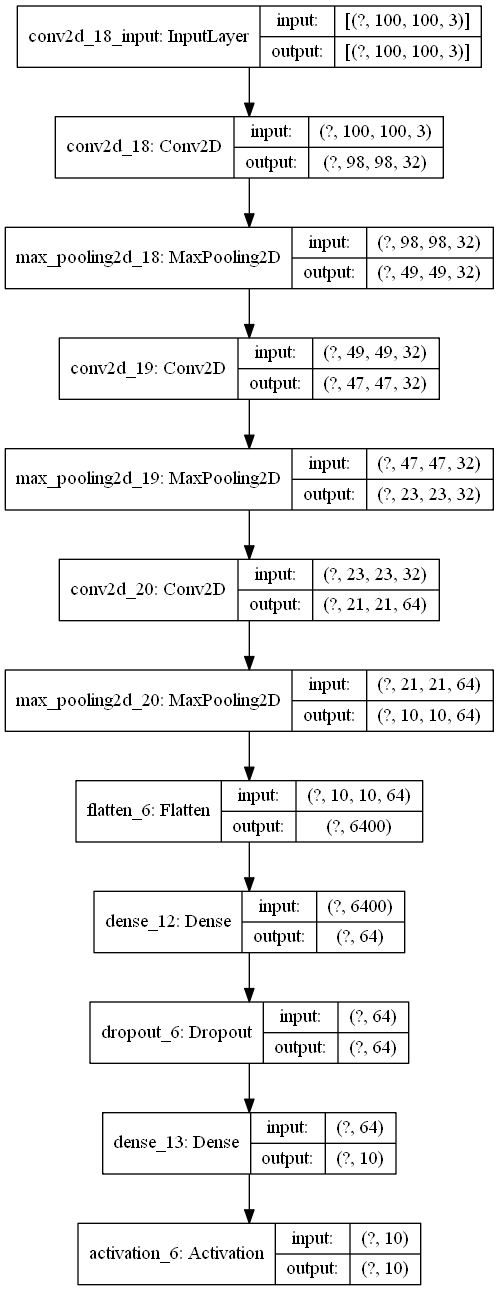 conv2d_18_input: InputLayer
input: [(?, 100, 100, 3)]
output: [(?, 100, 100, 3)]
conv2d_18: Conv2D
input: (?, 100, 100, 3)
output: (?, 98, 98, 32)
max_pooling2d_18: MaxPooling2D
input: (?, 98, 98, 32)
output: (?, 49, 49, 32)
conv2d_19: Conv2D
input: (?, 49, 49, 32)
output: (?, 47, 47, 32)
max_pooling2d_19: MaxPooling2D
input: (?, 47, 47, 32)
output: (?, 23, 23, 32)
conv2d_20: Conv2D
input: (?, 23, 23, 32)
output: (?, 21, 21, 64)
max_pooling2d_20: MaxPooling2D
input: (?, 21, 21, 64)
output: (?, 10, 10, 64)
flatten_6: Flatten
input: (?, 10, 10, 64)
output: (?, 6400)
dense_12: Dense
input: (?, 6400)
output: (?, 64)
dropout_6: Dropout
input: (?, 64)
output: (?, 64)
dense_13: Dense
input: (?, 64)
output: (?, 10)
activation_6: Activation
input: (?, 10)
output: (?, 10)